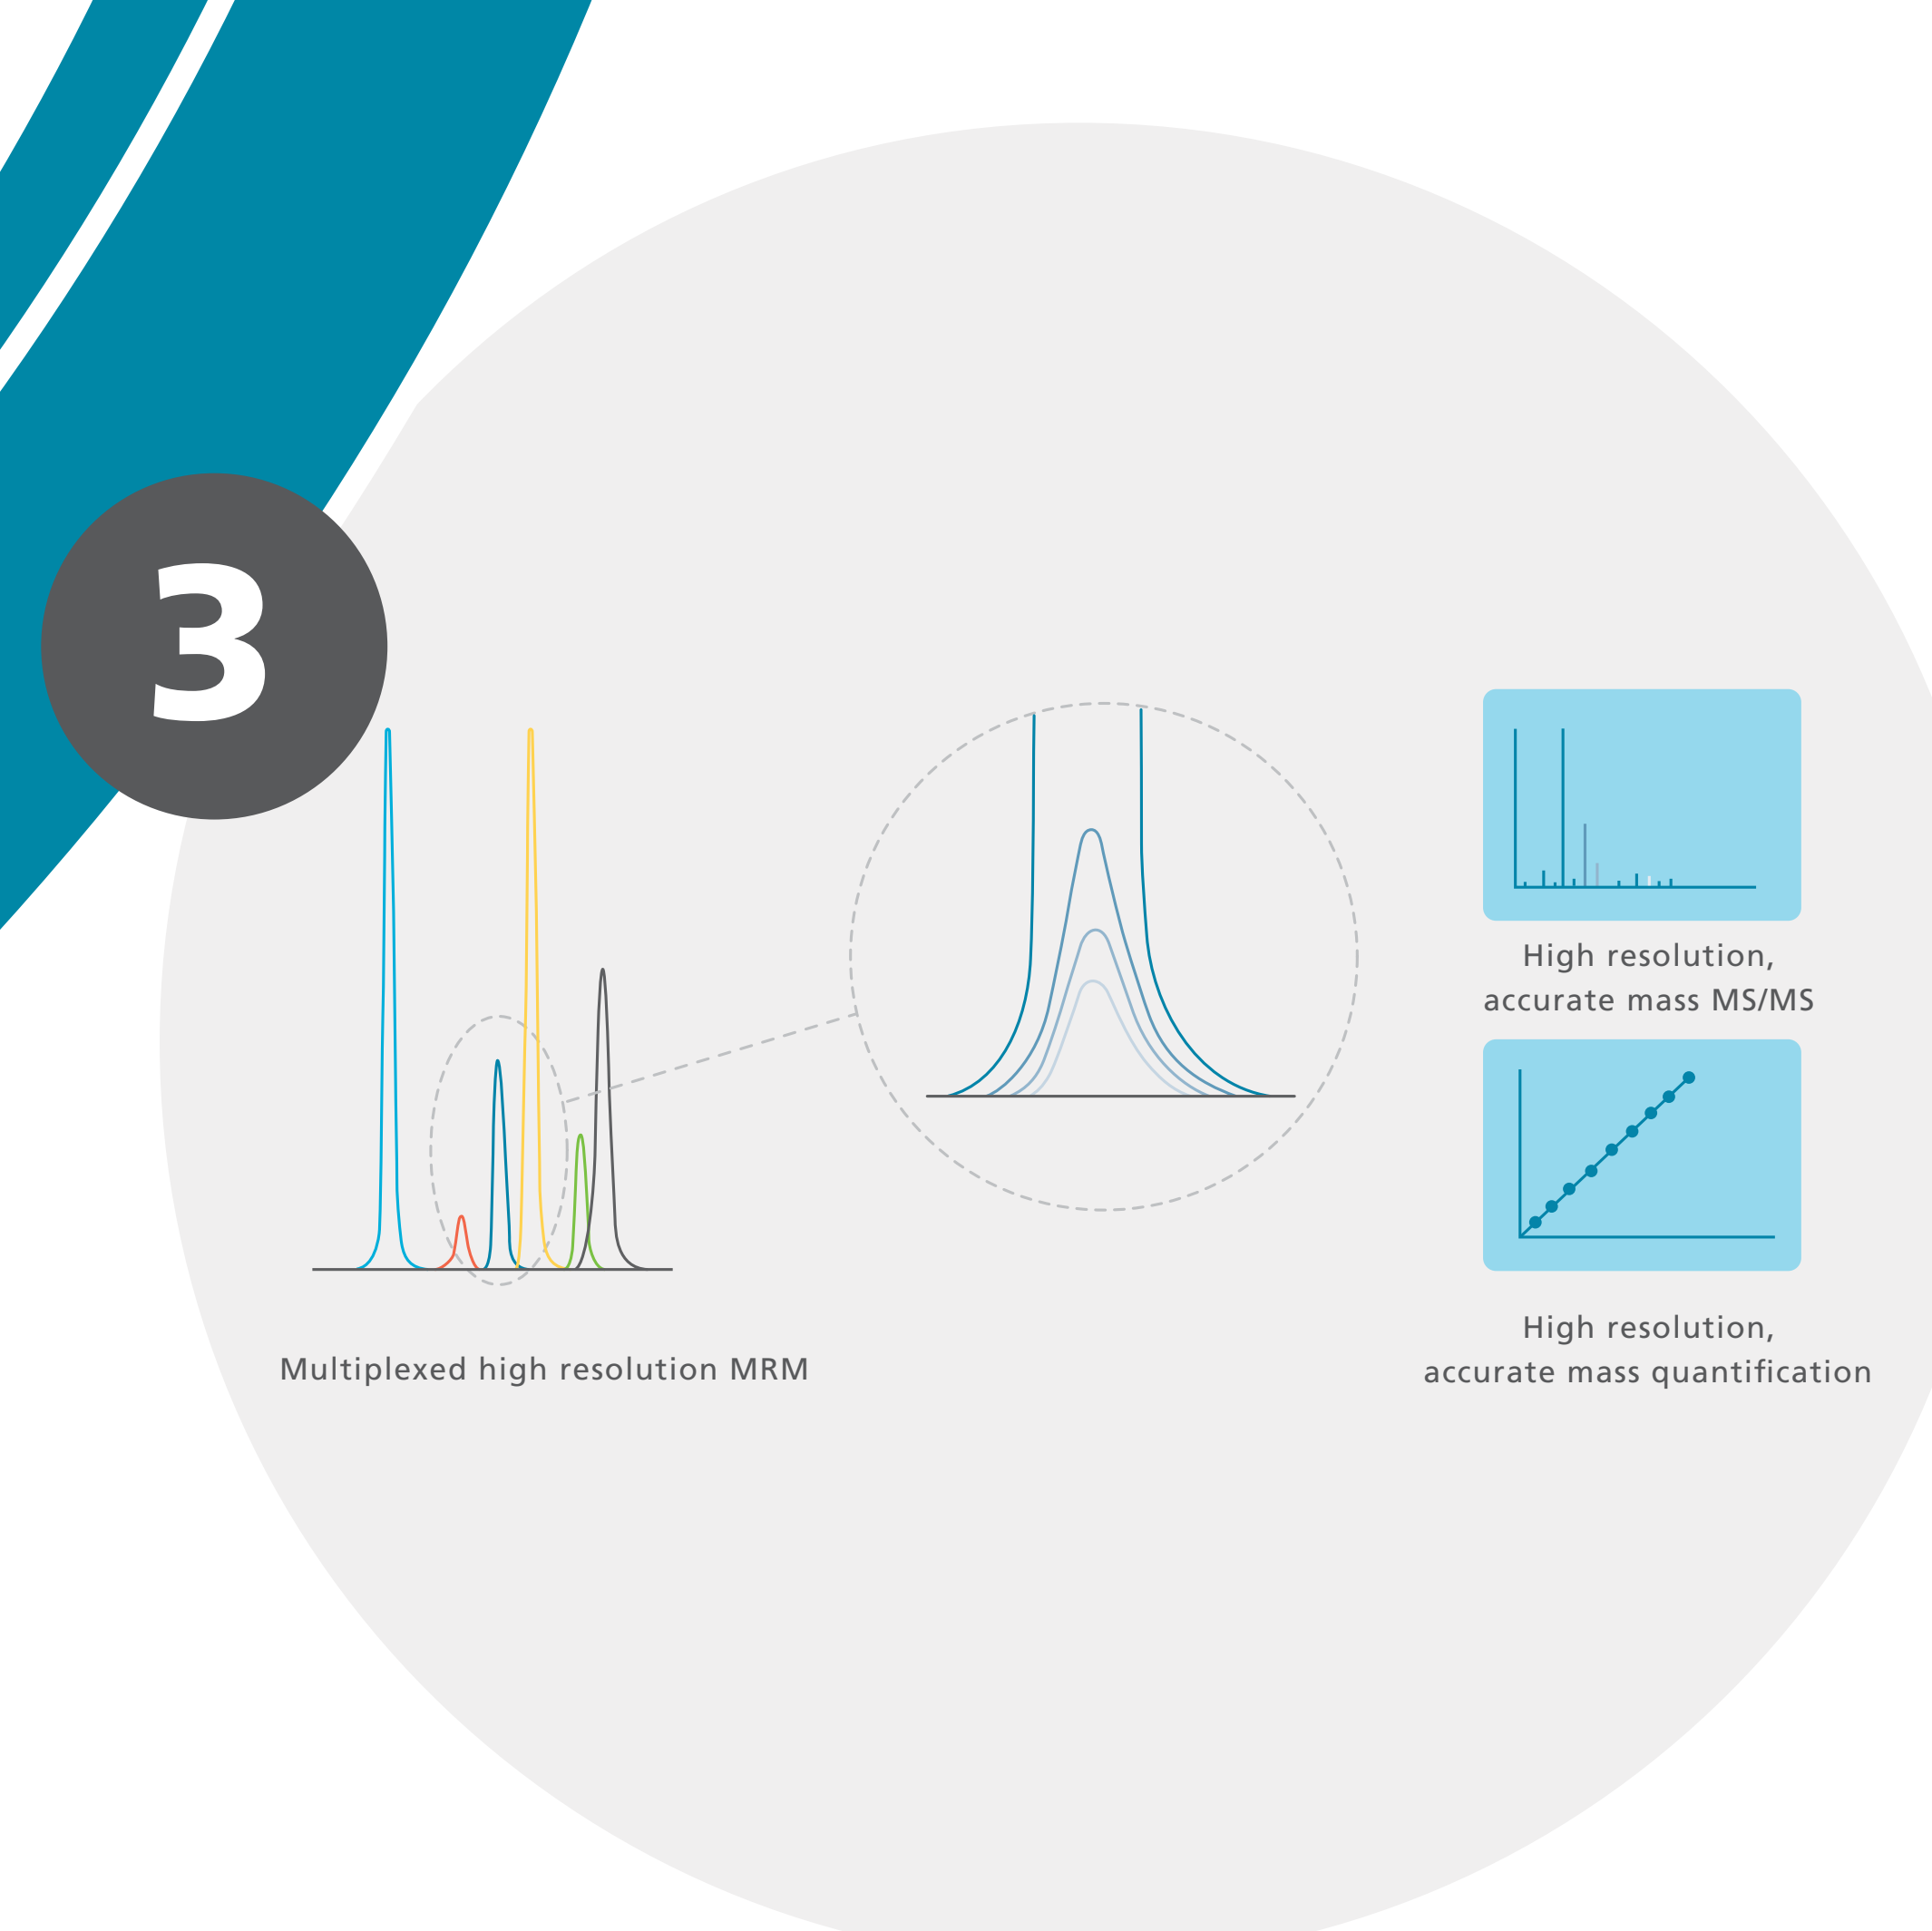 3
Multiplexed high resolution MRM
High resolution,
accurate mass MS/MS
High resolution,
accurate mass quantification